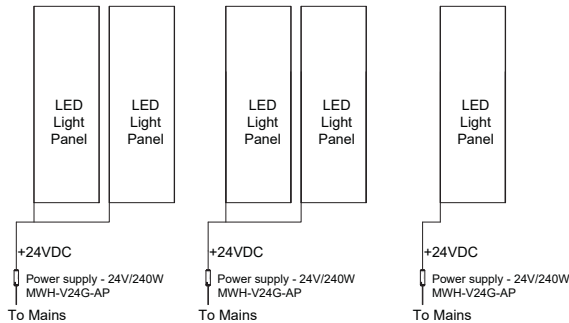 LED
Light
Panel
LED
Light
Panel
LED
Light
Panel
LED
Light
Panel
LED
Light
Panel
+24VDC
+24VDC
+24VDC
Power supply - 24V/240W
MWH-V24G-AP
Power supply - 24V/240W
MWH-V24G-AP
Power supply - 24V/240W
MWH-V24G-AP
To Mains
To Mains
To Mains